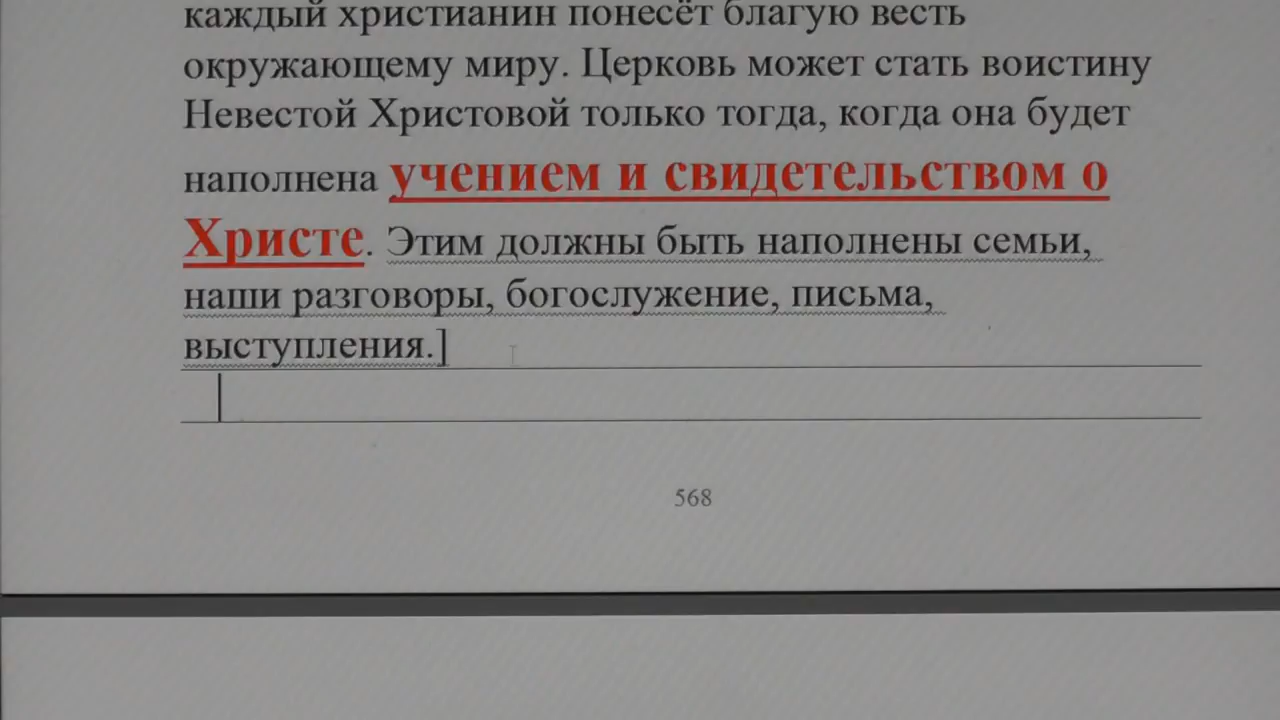 каждый христианин понесёт благую весть
окружающему миру. Церковь может стать воистину
Невестой Христовой только тогда, когда она будет
наполнена учением и свидетельством о
Христе. Этим должны быть наполнены семьи,
наши разговоры, богослужение, письма,
выступления.]
568